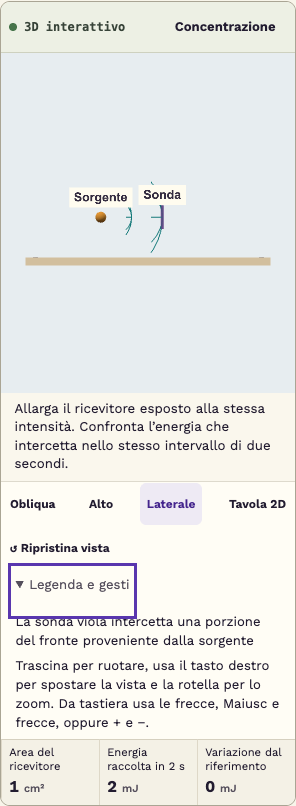 3D interattivo Concentrazione
Sorgente Sonda
Allarga il ricevitore esposto alla stessa
intensità. Confronta l’energia che
intercetta nello stesso intervallo di due
secondi.
Obliqua Alto Laterale Tavola 2D
↺ Ripristina vista
▼ Legenda e gesti
La sonda viola intercetta una porzione
del fronte proveniente dalla sorgente
Trascina per ruotare, usa il tasto destro
per spostare la vista e la rotella per lo
zoom. Da tastiera usa le frecce, Maiusc e
frecce, oppure + e −.
Area del ricevitore
1 cm²
Energia raccolta in 2 s
2 mJ
Variazione dal riferimento
0 mJ